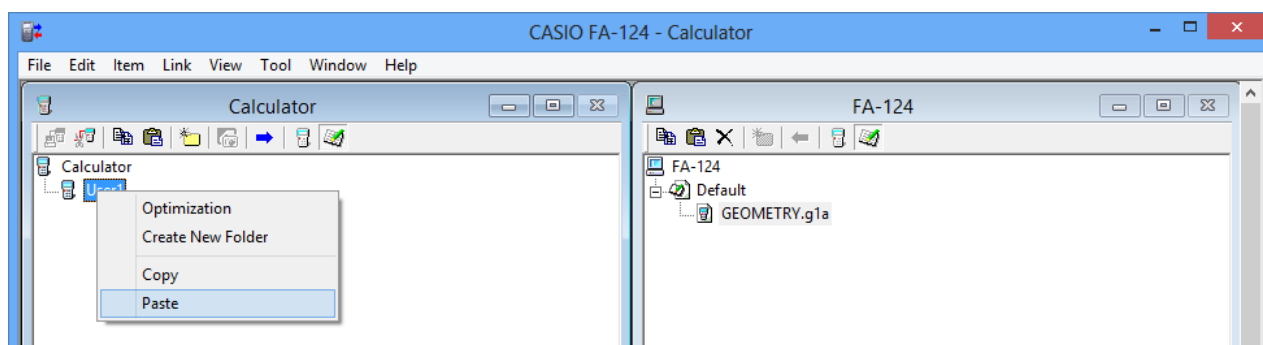 CASIO FA-124 - Calculator
File Edit Item Link View Tool Window Help
Calculator
Calculator
User1
Optimization
Create New Folder
Copy
Paste
FA-124
FA-124
Default
GEOMETRY.g1a